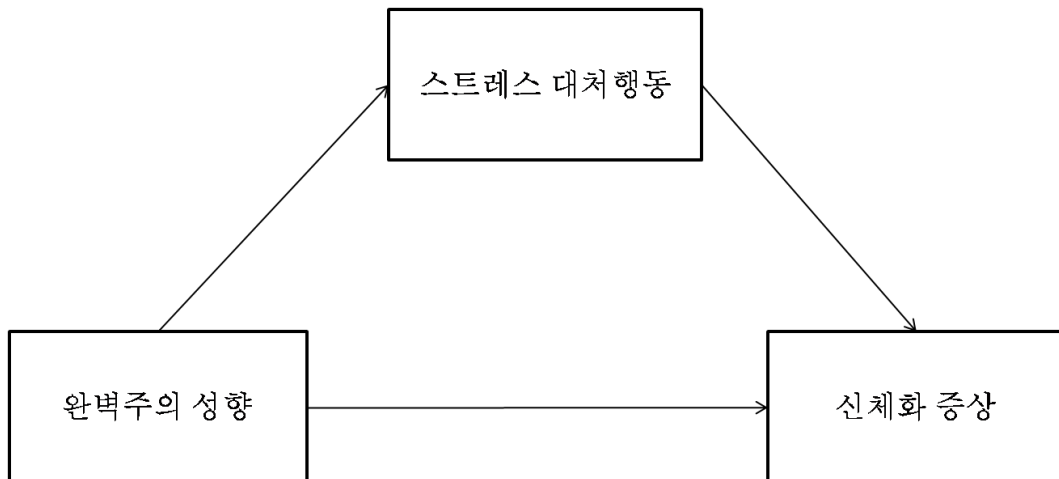 스트레스 대처행동
완벽주의 성향
신체화 증상